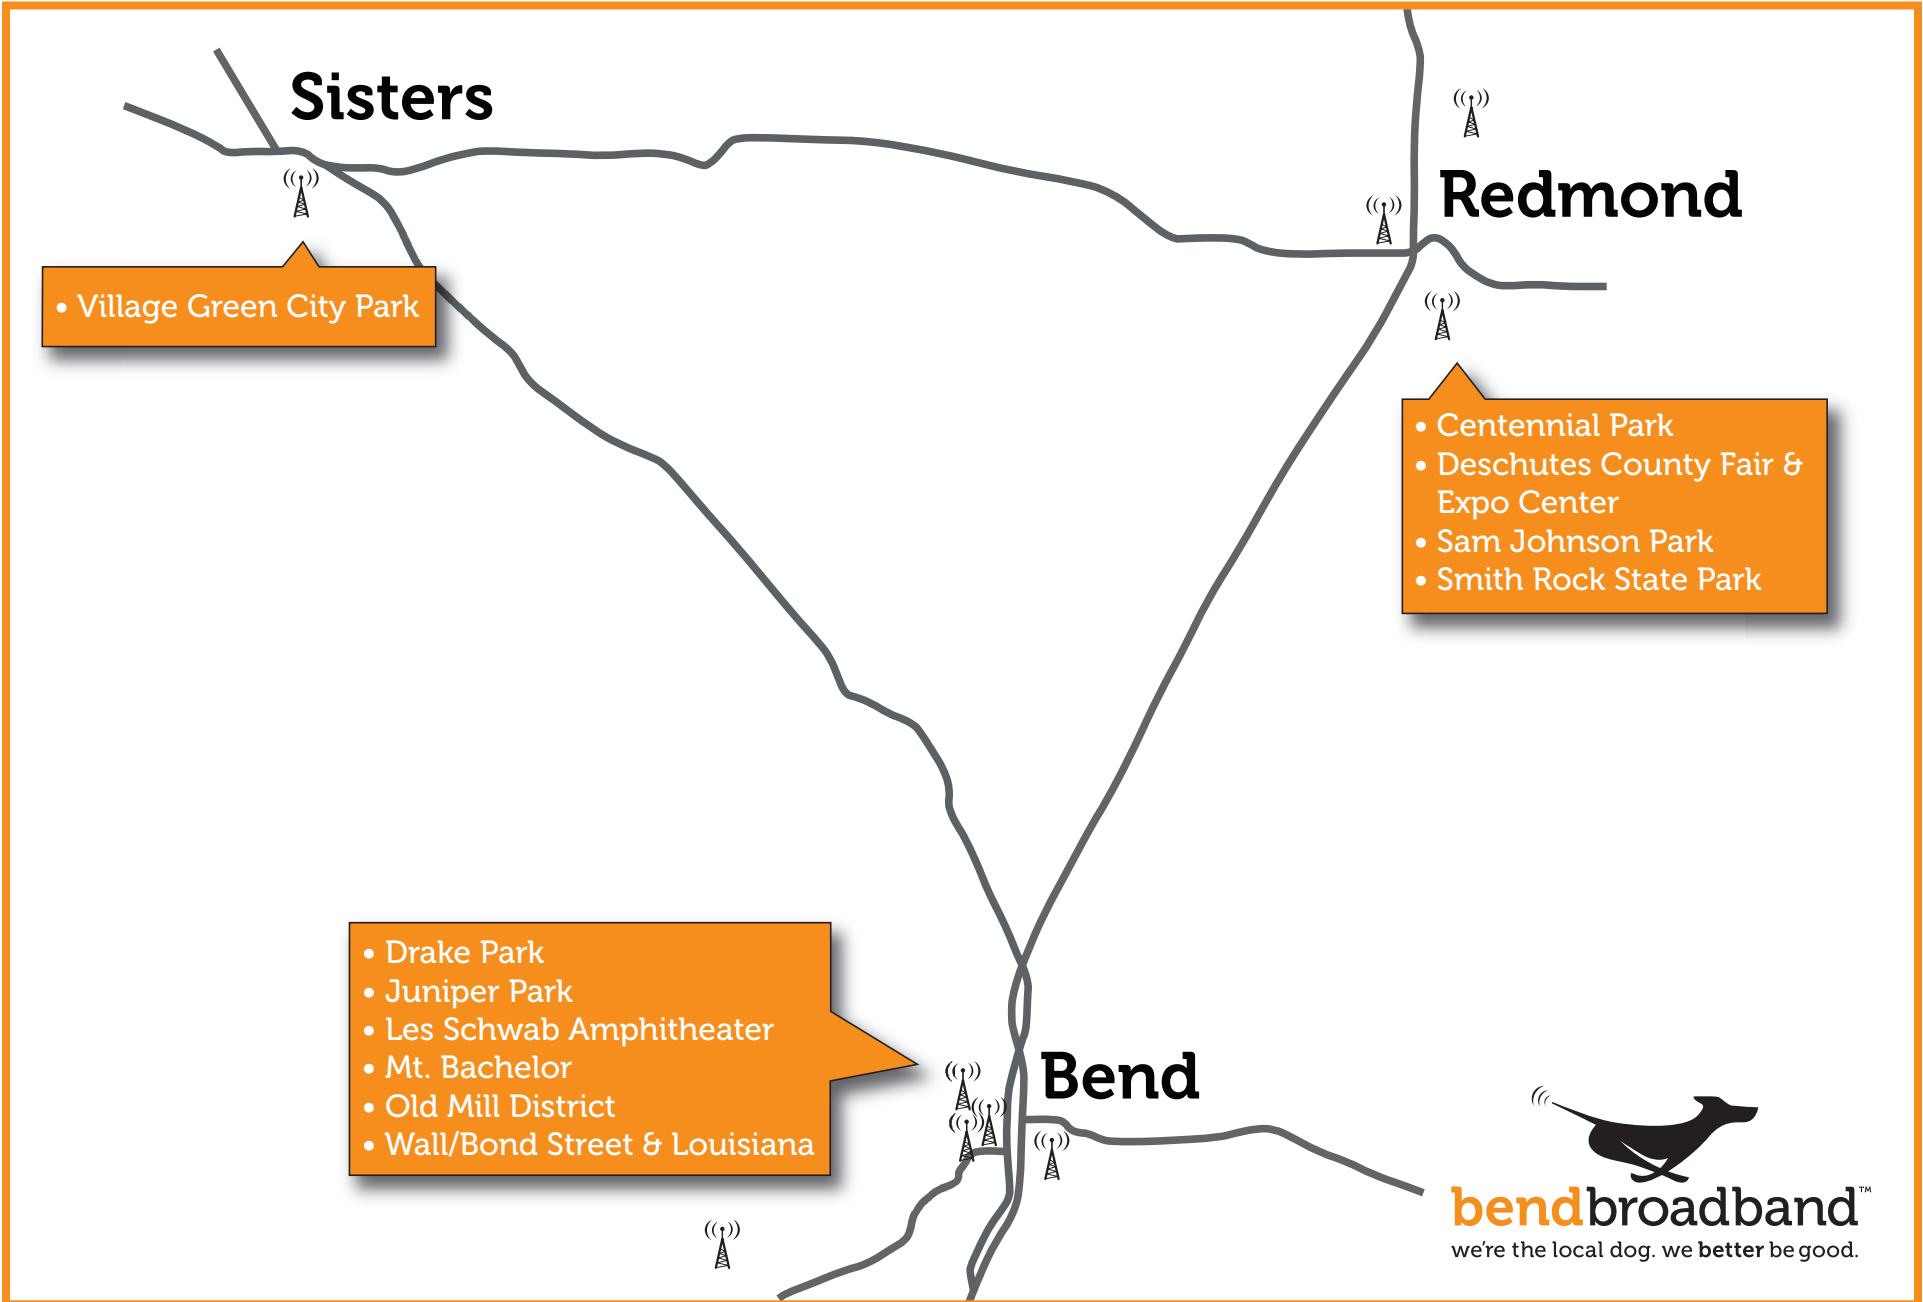 Sisters
Redmond
• Village Green City Park
• Centennial Park
• Deschutes County Fair &
Expo Center
• Sam Johnson Park
• Smith Rock State Park
• Drake Park
• Juniper Park
• Les Schwab Amphitheater
• Mt. Bachelor
• Old Mill District
• Wall/Bond Street & Louisiana
Bend
bendbroadband™
we're the local dog. we better be good.